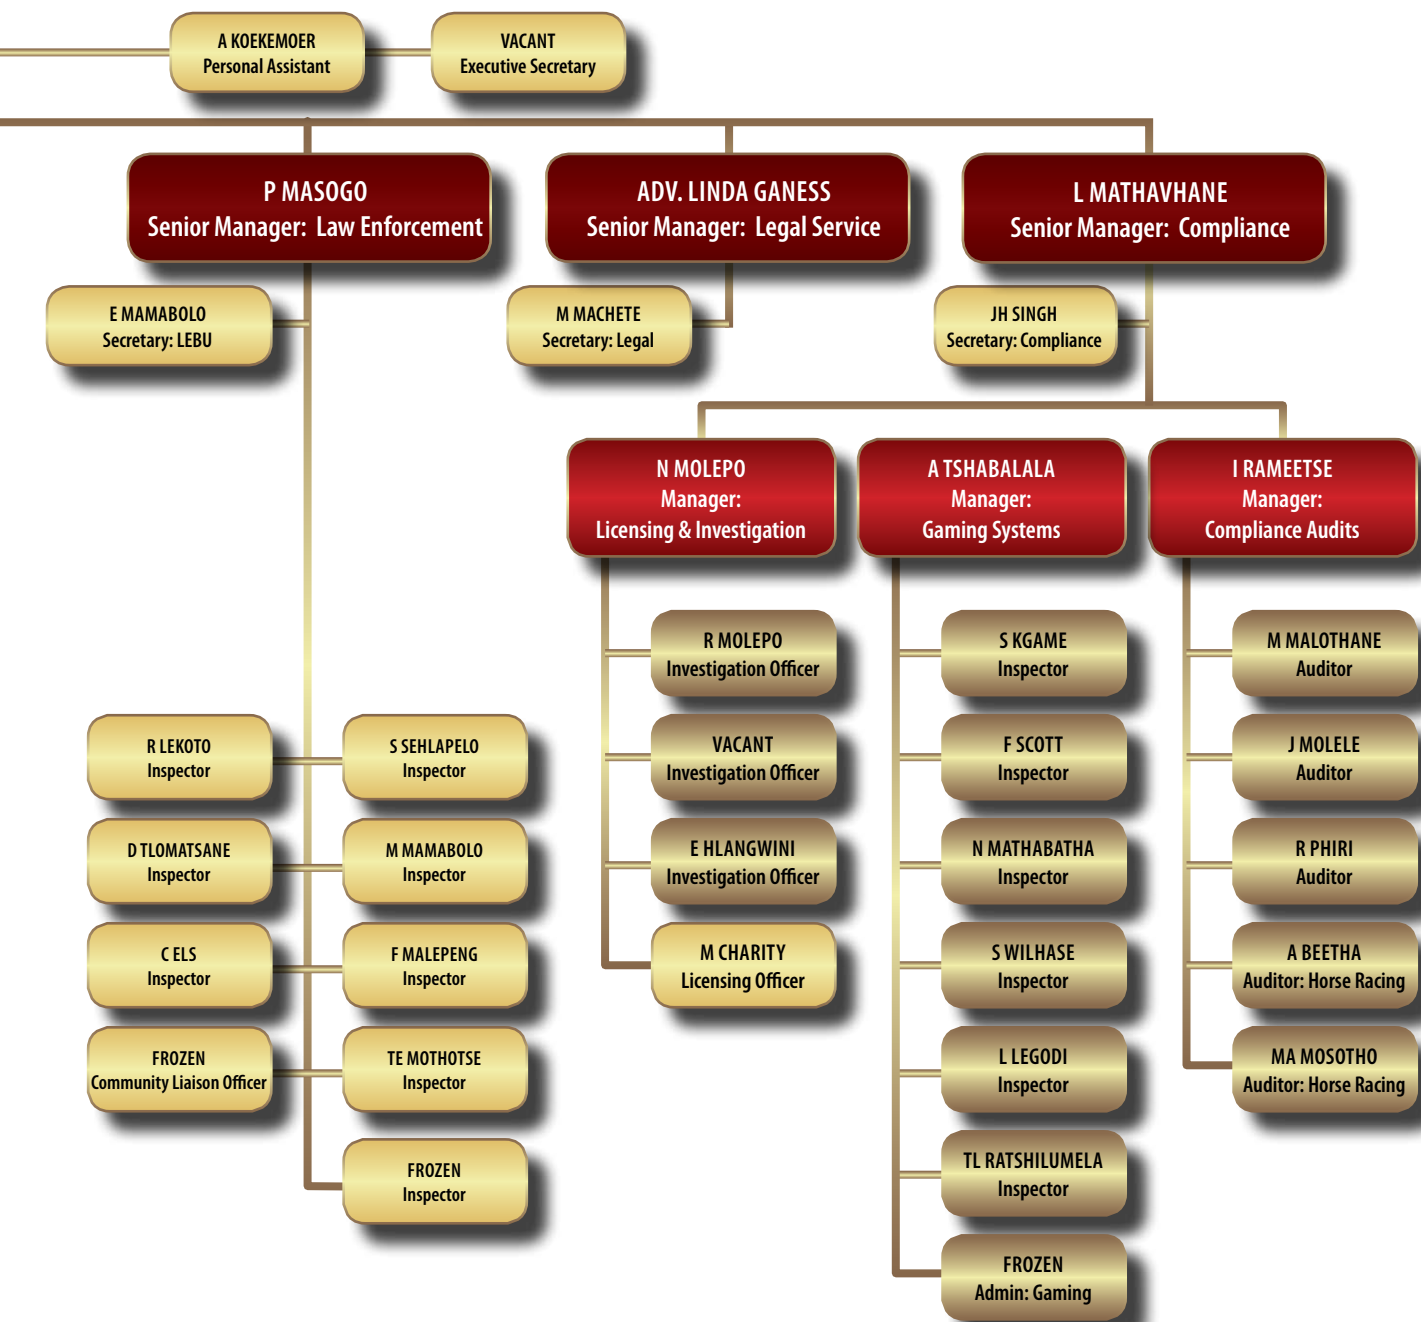 A KOEKEMOER
Personal Assistant
VACANT
Executive Secretary
P MASOGO
Senior Manager: Law Enforcement
ADV. LINDA GANESS
Senior Manager: Legal Service
L MATHAVHANE
Senior Manager: Compliance
E MAMABOLO
Secretary: LEBU
M MACHETE
Secretary: Legal
JH SINGH
Secretary: Compliance
N MOLEPO
Manager:
Licensing & Investigation
A TSHABALALA
Manager:
Gaming Systems
I RAMEETSE
Manager:
Compliance Audits
R LEKOTO
Inspector
S SEHLAPELO
Inspector
D TLOMATSANE
Inspector
M MAMABOLO
Inspector
C ELS
Inspector
F MALEPENG
Inspector
FROZEN
Community Liaison Officer
TE MOTHOTSE
Inspector
FROZEN
Inspector
R MOLEPO
Investigation Officer
VACANT
Investigation Officer
E HLANGWINI
Investigation Officer
M CHARITY
Licensing Officer
S KGAME
Inspector
F SCOTT
Inspector
N MATHABATHA
Inspector
S WILHASE
Inspector
L LEGODI
Inspector
TL RATSHILUMELA
Inspector
FROZEN
Admin: Gaming
M MALOTHANE
Auditor
J MOLELE
Auditor
R PHIRI
Auditor
A BEETHA
Auditor: Horse Racing
MA MOSOTHO
Auditor: Horse Racing